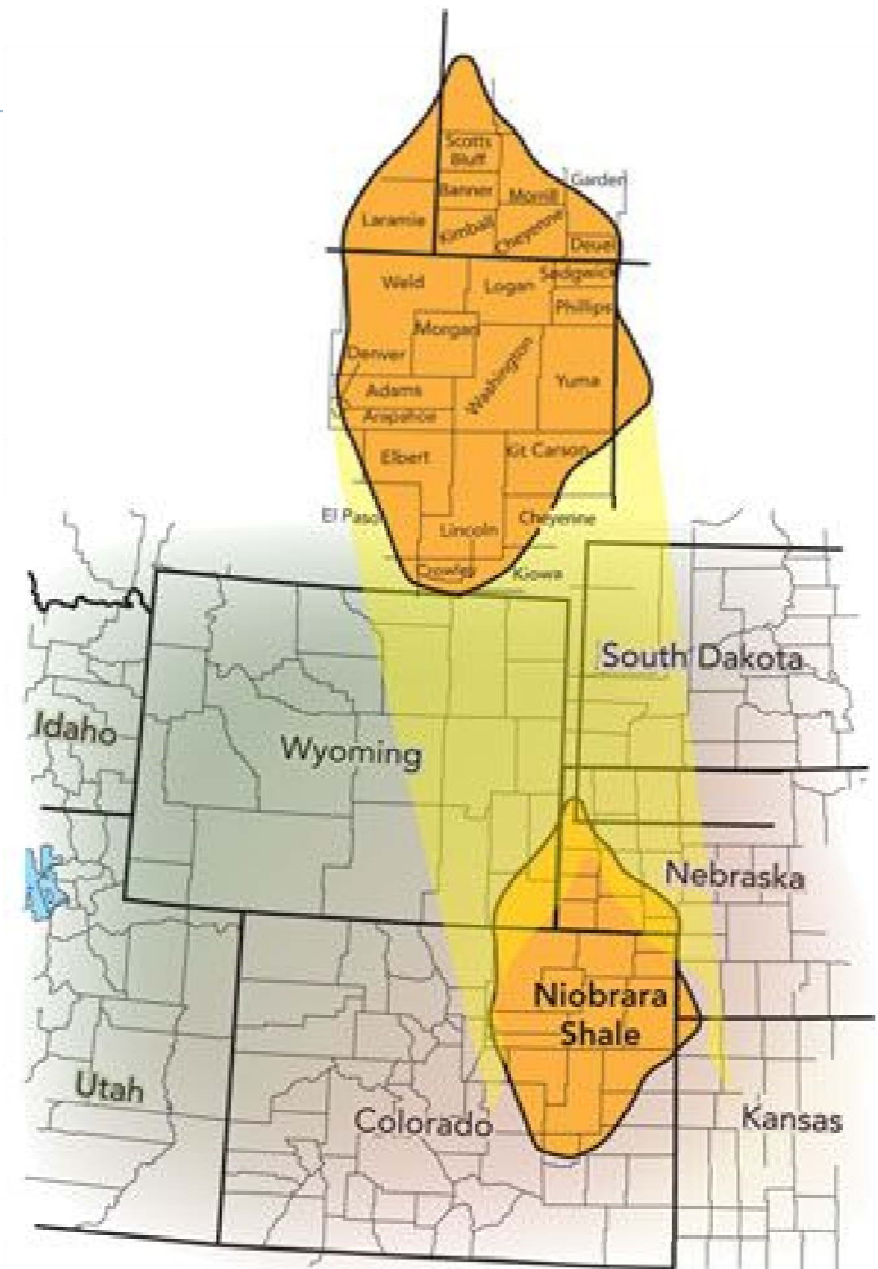 Scotts
Bluff
Garden
Banner
Morrill
Laramie
Kimball
Cheyenne
Deuel
Weld
Logan
Sedgwick
Phillips
Morgan
Denver
Washington
Yuma
Adams
Arapahoe
Elbert
Kit Carson
El Paso
Lincoln
Cheyenne
Crowley
Kiowa
South Dakota
Idaho
Wyoming
Nebraska
Niobrara
Shale
Utah
Colorado
Kansas